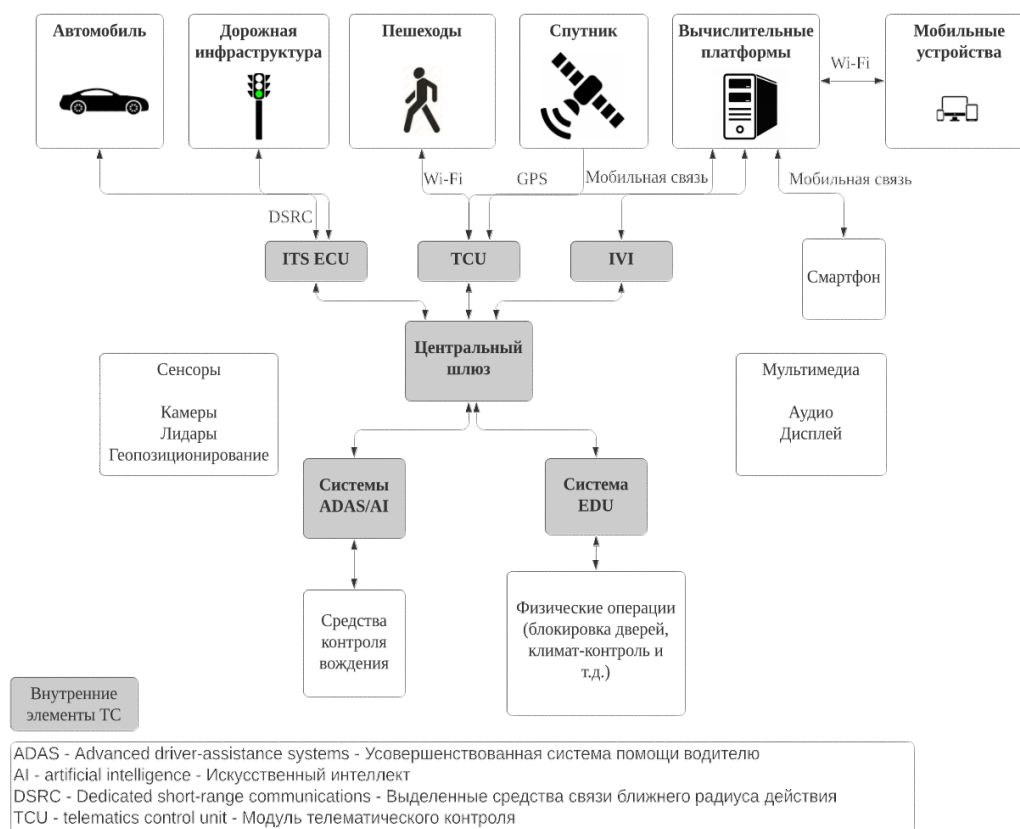 Автомобиль
Дорожная
инфраструктура
Пешеходы
Спутник
Вычислительные
платформы
Мобильные
устройства
Wi-Fi
Wi-Fi
GPS
Мобильная связь
Мобильная связь
DSRC
ITS ECU
TCU
IVI
Смартфон
Центральный
шлюз
Сенсоры
Камеры
Лидары
Геопозиционирование
Мультимедиа
Аудио
Дисплей
Системы
ADAS/AI
Система
EDU
Средства
контроля
вождения
Физические операции
(блокировка дверей,
климат-контроль и
т.д.)
Внутренние
элементы ТС
ADAS - Advanced driver-assistance systems - Усовершенствованная система помощи водителю
AI - artificial intelligence - Искусственный интеллект
DSRC - Dedicated short-range communications - Выделенные средства связи ближнего радиуса действия
TCU - telematics control unit - Модуль телематического контроля